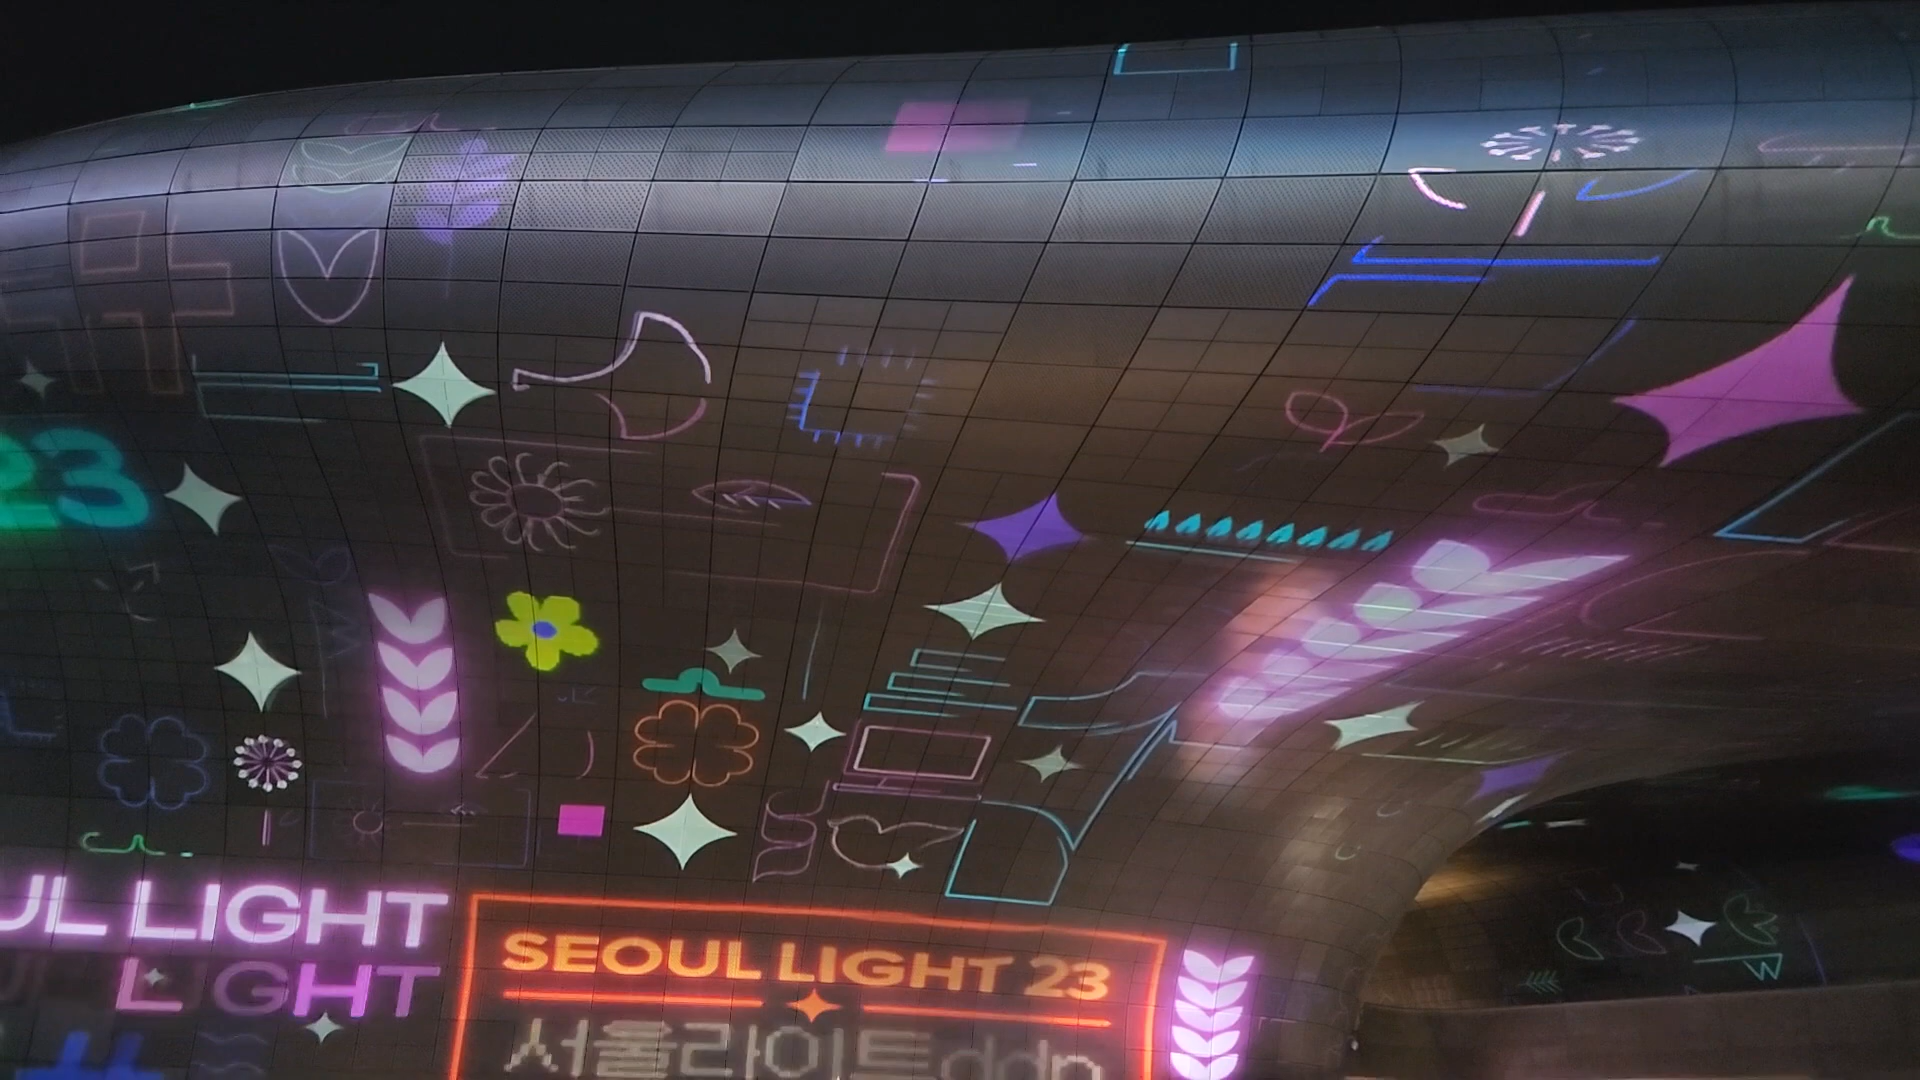 23
UL LIGHT
L GHT
SEOUL LIGHT 23
서울라이트ddp
W